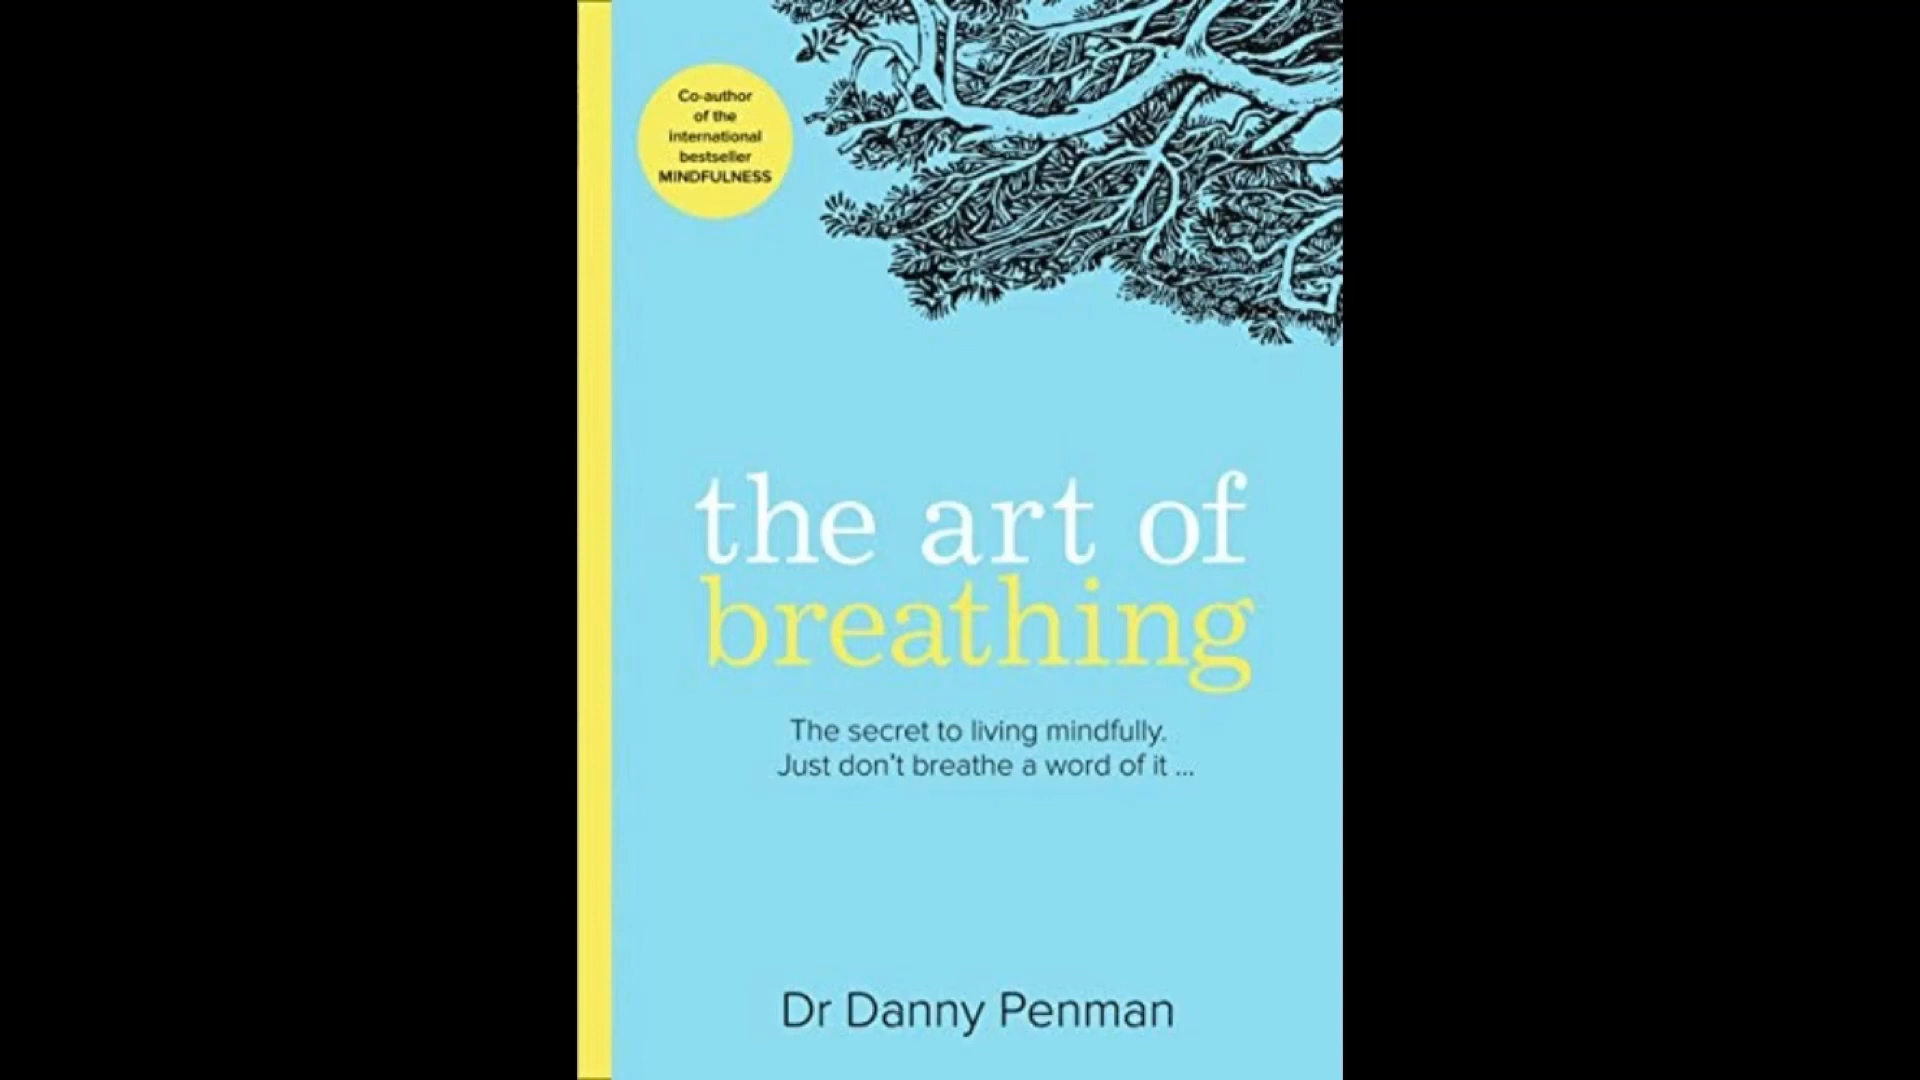 Co-author
of the
international
bestseller
MINDFULNESS
the art of
breathing
The secret to living mindfully.
Just don't breathe a word of it ...
Dr Danny Penman